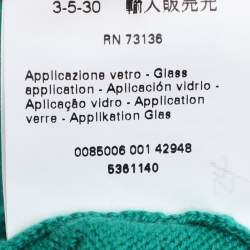 3-5-30 輸入販売元
RN 73136
Applicazione vetro - Glass
application - Aplicación vidrio -
Aplicação vidro - Application
verre - Applikation Glas
0085006 001 42948
5361140